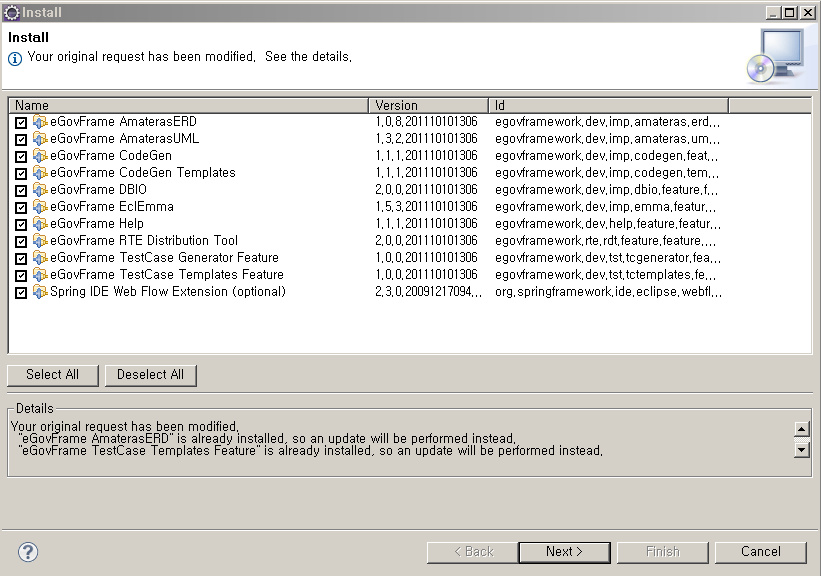 Install
Install
Your original request has been modified. See the details.
Name Version Id
eGovFrame AmaterasERD 1.0.8.201110101306 egovframework.dev.imp.amateras.erd...
eGovFrame AmaterasUML 1.3.2.201110101306 egovframework.dev.imp.amateras.um...
eGovFrame CodeGen 1.1.1.201110101306 egovframework.dev.imp.codegen.feat...
eGovFrame CodeGen Templates 1.1.1.201110101306 egovframework.dev.imp.codegen.tem...
eGovFrame DBIO 2.0.0.201110101306 egovframework.dev.imp.dbio.feature.f...
eGovFrame EclEmma 1.5.3.201110101306 egovframework.dev.imp.emma.featur...
eGovFrame Help 1.1.1.201110101306 egovframework.dev.help.feature.featur...
eGovFrame RTE Distribution Tool 2.0.0.201110101306 egovframework.rte.rdt.feature.feature....
eGovFrame TestCase Generator Feature 1.0.0.201110101306 egovframework.dev.tst.tcgenerator.fea...
eGovFrame TestCase Templates Feature 1.0.0.201110101306 egovframework.dev.tst.tctemplates.fe...
Spring IDE Web Flow Extension (optional) 2.3.0.20091217094... org.springframework.ide.eclipse.webfl...
Select All Deselect All
Details
Your original request has been modified.
"eGovFrame AmaterasERD" is already installed, so an update will be performed instead.
"eGovFrame TestCase Templates Feature" is already installed, so an update will be performed instead.
? < Back Next > Finish Cancel